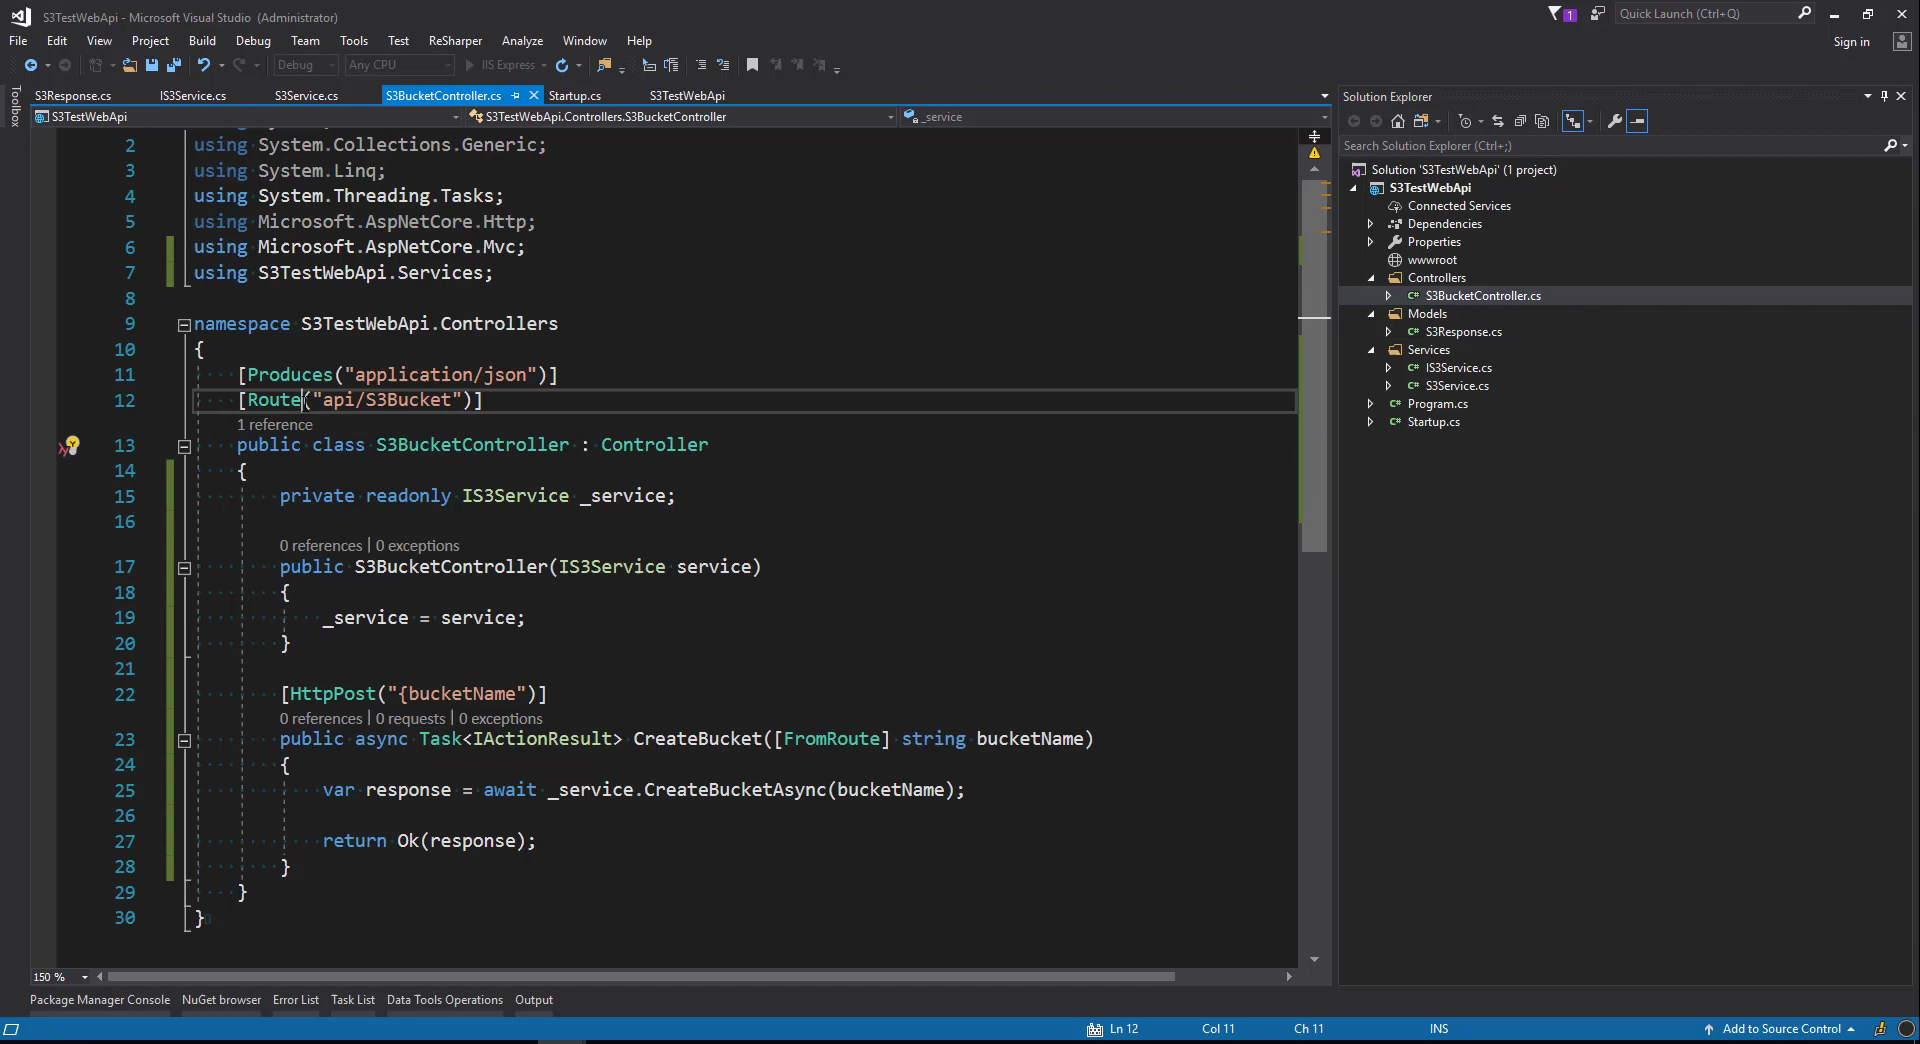 S3TestWebApi - Microsoft Visual Studio (Administrator)
1
Quick Launch (Ctrl+Q)
File Edit View Project Build Debug Team Tools Test ReSharper Analyze Window Help
Sign in
Debug Any CPU IIS Express
Toolbox
S3Response.cs IS3Service.cs S3Service.cs S3BucketController.cs Startup.cs S3TestWebApi
S3TestWebApi S3TestWebApi.Controllers.S3BucketController _service
2 using System.Collections.Generic;
3 using System.Linq;
4 using System.Threading.Tasks;
5 using Microsoft.AspNetCore.Http;
6 using Microsoft.AspNetCore.Mvc;
7 using S3TestWebApi.Services;
8
9 namespace S3TestWebApi.Controllers
10 {
11 [Produces("application/json")]
12 [Route("api/S3Bucket")]
1 reference
13 public class S3BucketController : Controller
14 {
15 private readonly IS3Service _service;
16
0 references | 0 exceptions
17 public S3BucketController(IS3Service service)
18 {
19 _service = service;
20 }
21
22 [HttpPost("{bucketName")]
0 references | 0 requests | 0 exceptions
23 public async Task<IActionResult> CreateBucket([FromRoute] string bucketName)
24 {
25 var response = await _service.CreateBucketAsync(bucketName);
26
27 return Ok(response);
28 }
29 }
30 }
150 %
Package Manager Console NuGet browser Error List Task List Data Tools Operations Output
Ln 12 Col 11 Ch 11 INS Add to Source Control
Solution Explorer
Search Solution Explorer (Ctrl+;)
Solution 'S3TestWebApi' (1 project)
S3TestWebApi
Connected Services
Dependencies
Properties
wwwroot
Controllers
C# S3BucketController.cs
Models
C# S3Response.cs
Services
C# IS3Service.cs
C# S3Service.cs
C# Program.cs
C# Startup.cs